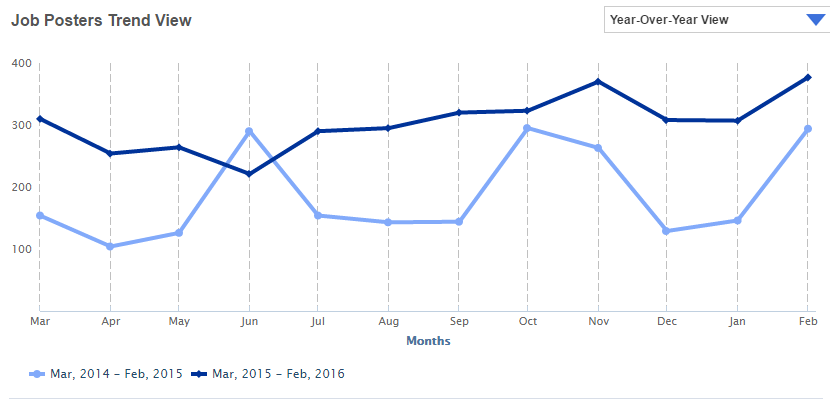 Job Posters Trend View
Year-Over-Year View
400
300
200
100
Mar Apr May Jun Jul Aug Sep Oct Nov Dec Jan Feb
Months
Mar, 2014 – Feb, 2015 Mar, 2015 – Feb, 2016